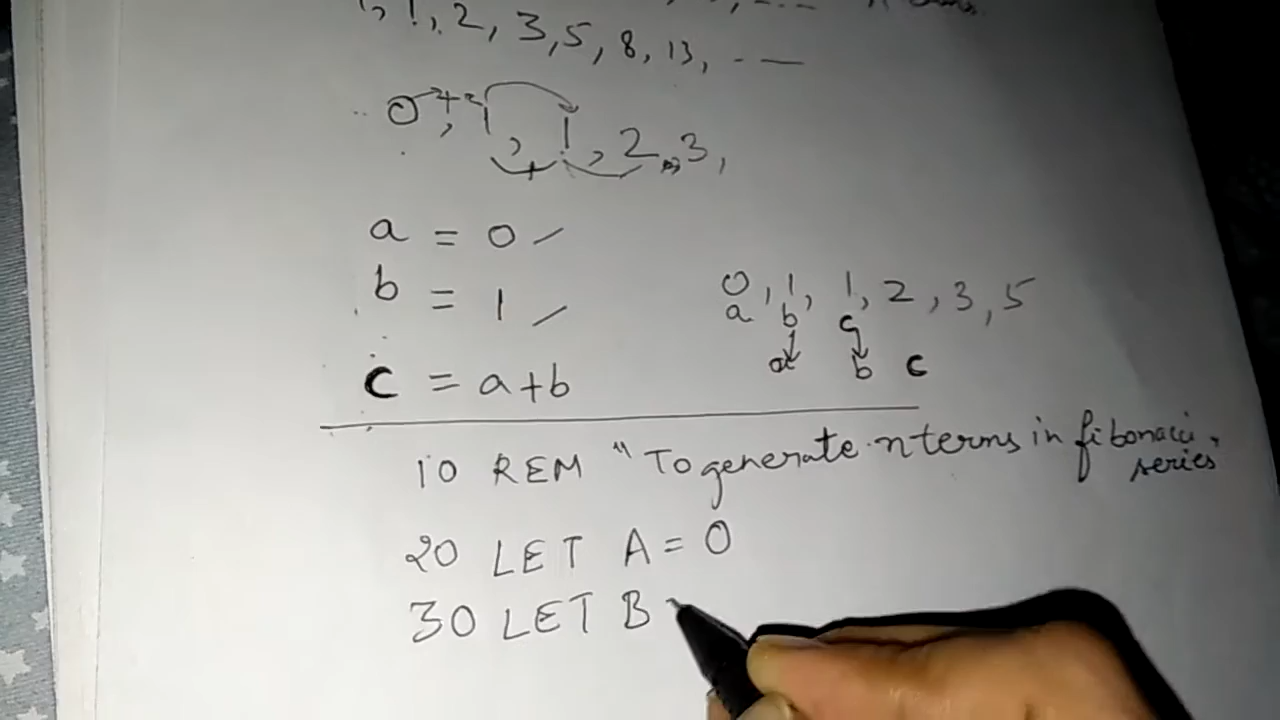 1, 1, 2, 3, 5, 8, 13, - —
0 + 1, 1, 2, 3,
a = 0
b = 1
0, 1, 1, 2, 3, 5
a b c
a b c
c = a+b
10 REM "To generate n terms in fibonacci
series
20 LET A = 0
30 LET B